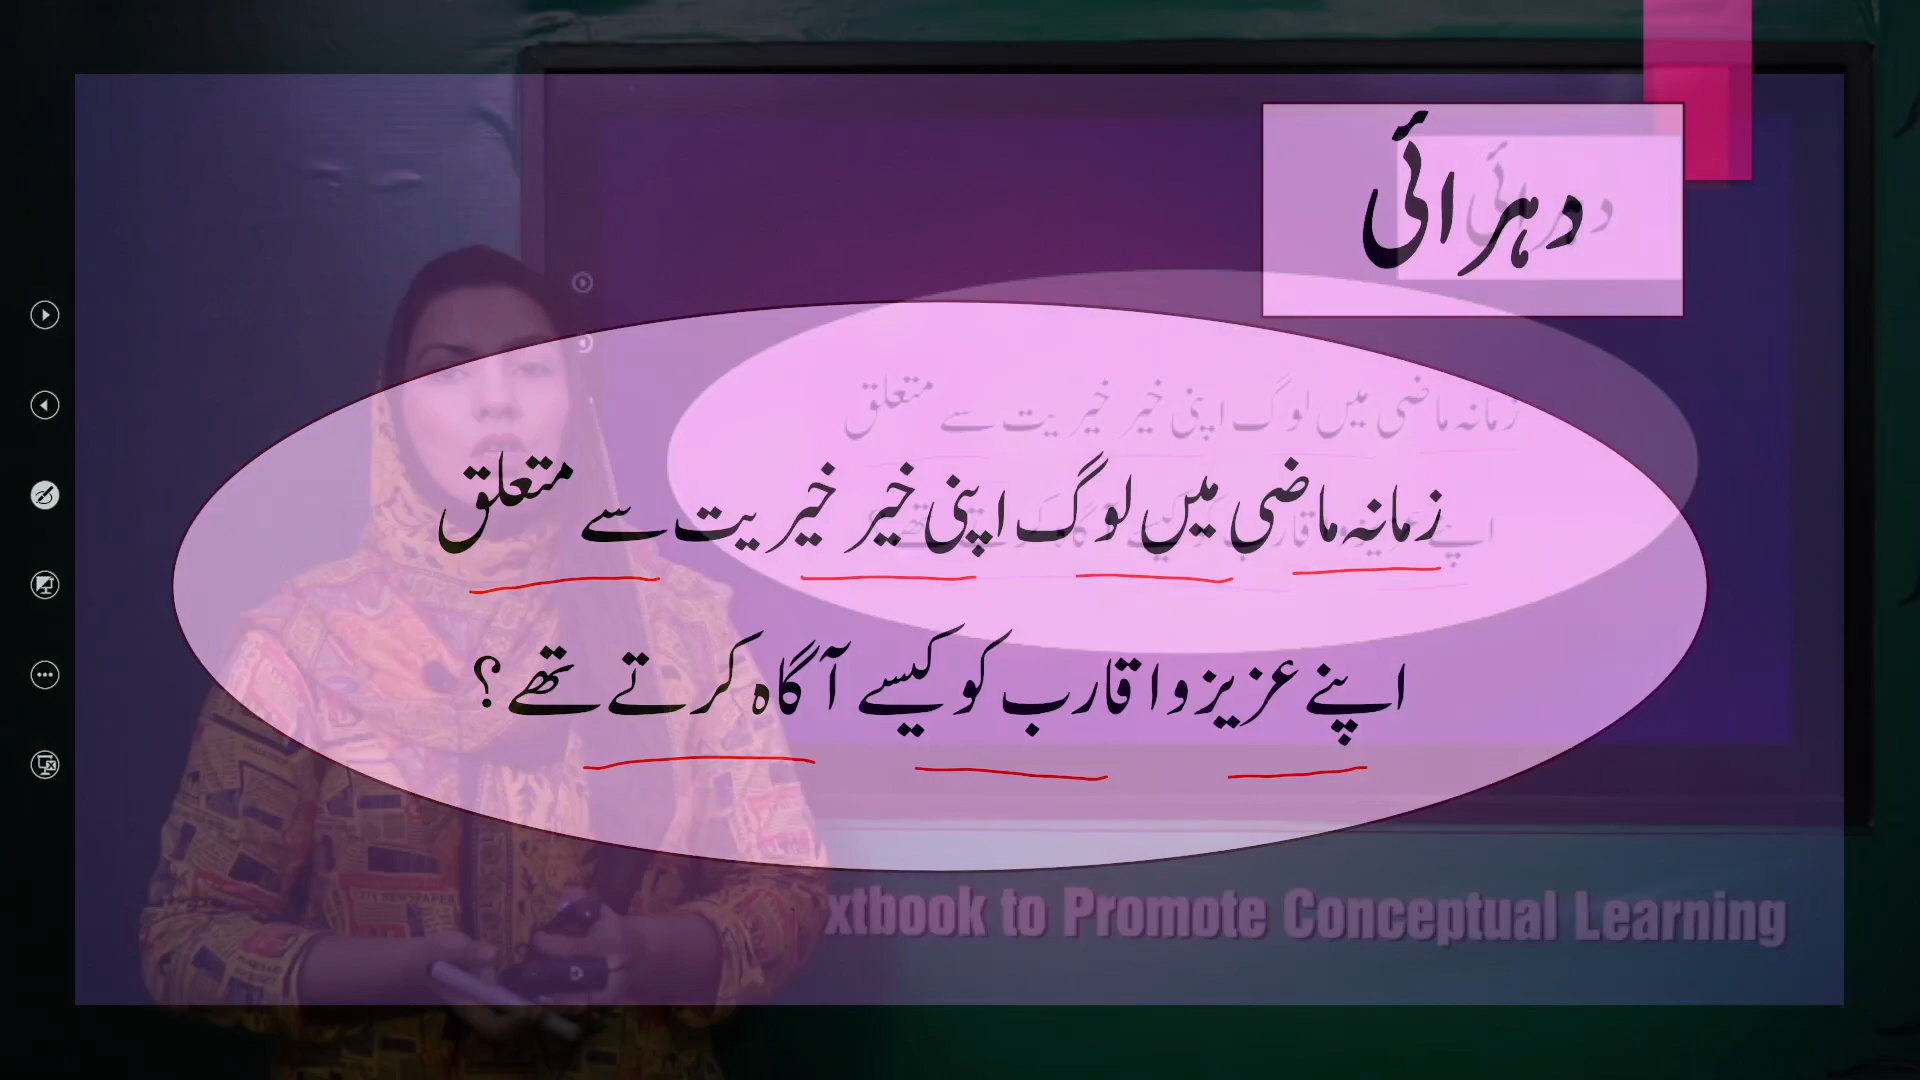 دہرائی
زمانہ ماضی میں لوگ اپنی خیر خیریت سے متعلق
اپنے عزیز و اقارب کو کیسے آگاہ کرتے تھے؟
xtbook to Promote Conceptual Learning